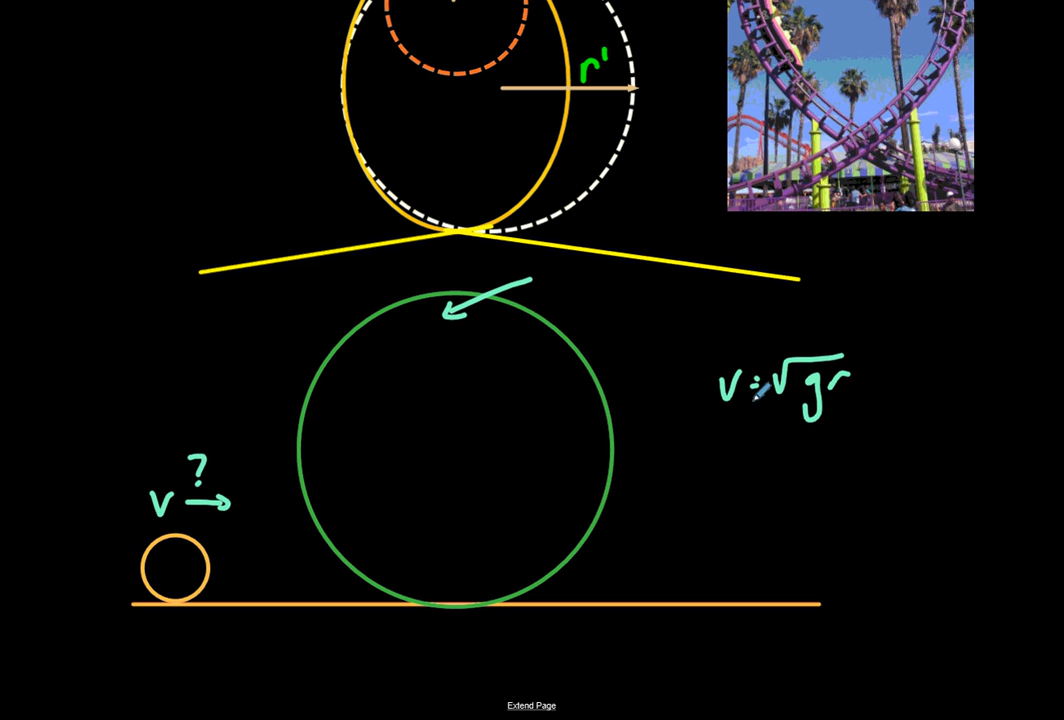 r'
v = √gr
?
v →
Extend Page